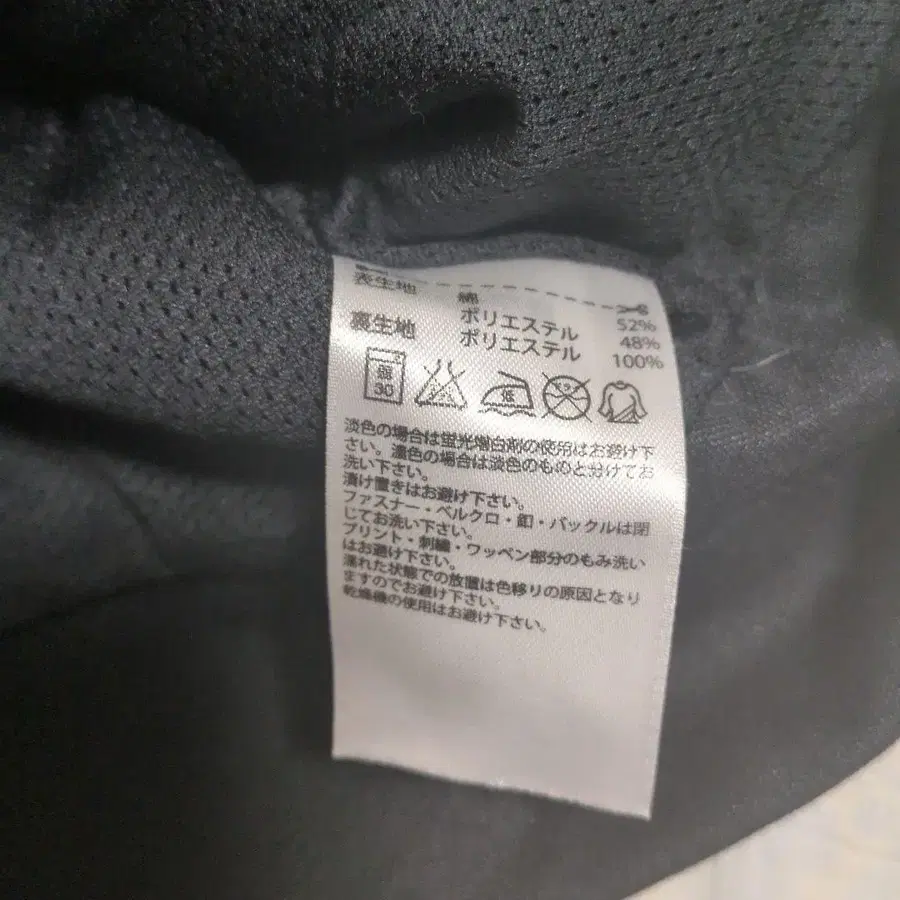 表生地 綿 52%
ポリエステル 48%
裏生地 ポリエステル 100%
30
低
淡色の場合は蛍光増白剤の使用はお避け下
さい。濃色の場合は淡色のものと分けてお
洗い下さい。
漬け置きはお避け下さい。
ファスナー・ベルクロ・釦・バックルは閉
じてお洗い下さい。
プリント・刺繍・ワッペン部分のもみ洗い
はお避け下さい。
濡れた状態での放置は色移りの原因となり
ますのでお避け下さい。
乾燥機の使用はお避け下さい。